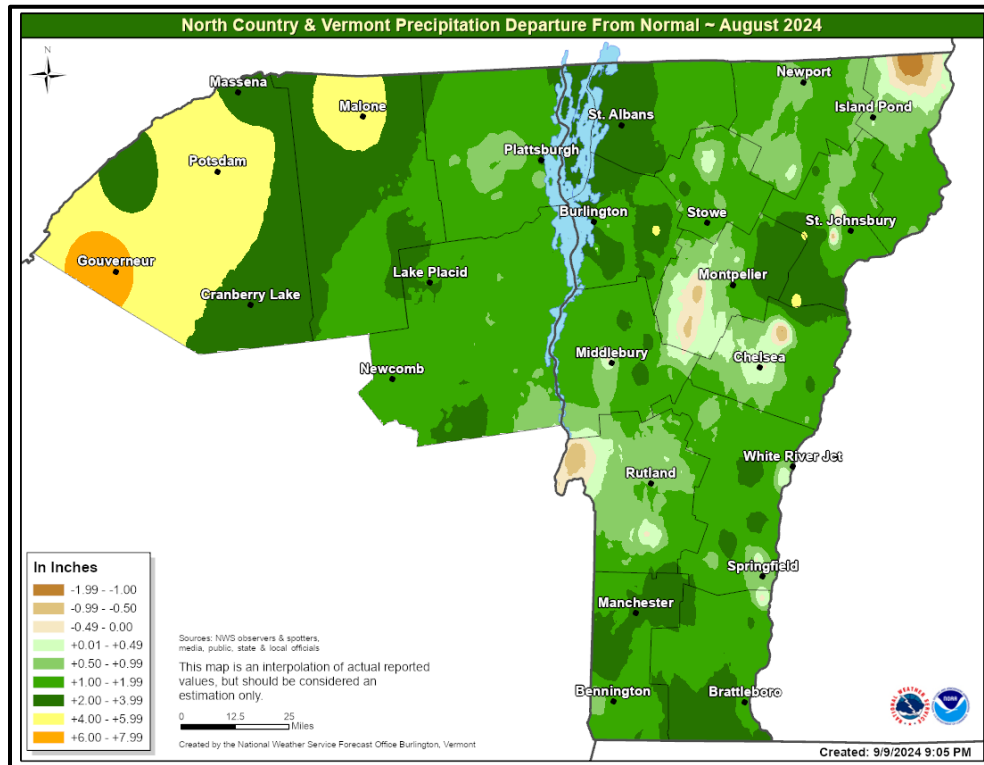 North Country & Vermont Precipitation Departure From Normal ~ August 2024
N
Massena
Malone
Newport
Island Pond
St. Albans
Plattsburgh
Potsdam
Burlington
Stowe
St. Johnsbury
Gouverneur
Lake Placid
Montpelier
Cranberry Lake
Middlebury
Chelsea
Newcomb
White River Jct
Rutland
Springfield
Manchester
Bennington
Brattleboro
In Inches
-1.99 - -1.00
-0.99 - -0.50
-0.49 - 0.00
+0.01 - +0.49
+0.50 - +0.99
+1.00 - +1.99
+2.00 - +3.99
+4.00 - +5.99
+6.00 - +7.99
Sources: NWS observers & spotters,
media, public, state & local officials
This map is an interpolation of actual reported
values, but should be considered an
estimation only.
0 12.5 25
Miles
Created by the National Weather Service Forecast Office Burlington, Vermont
NOAA
Created: 9/9/2024 9:05 PM